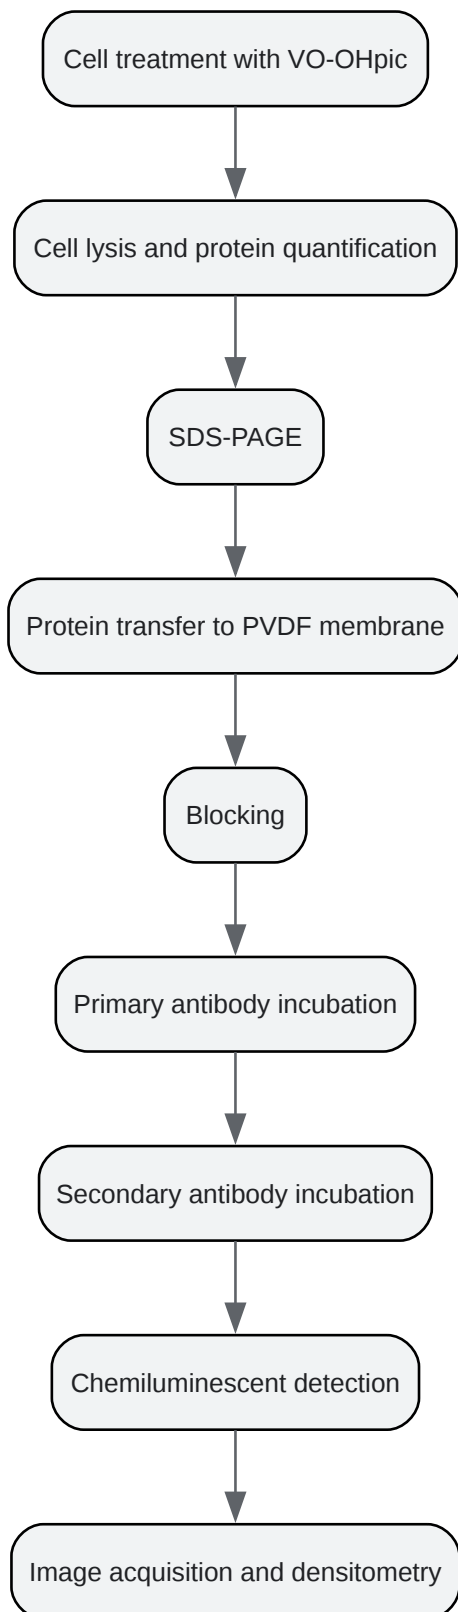 Cell treatment with VO-OHpic
Cell lysis and protein quantification
SDS-PAGE
Protein transfer to PVDF membrane
Blocking
Primary antibody incubation
Secondary antibody incubation
Chemiluminescent detection
Image acquisition and densitometry